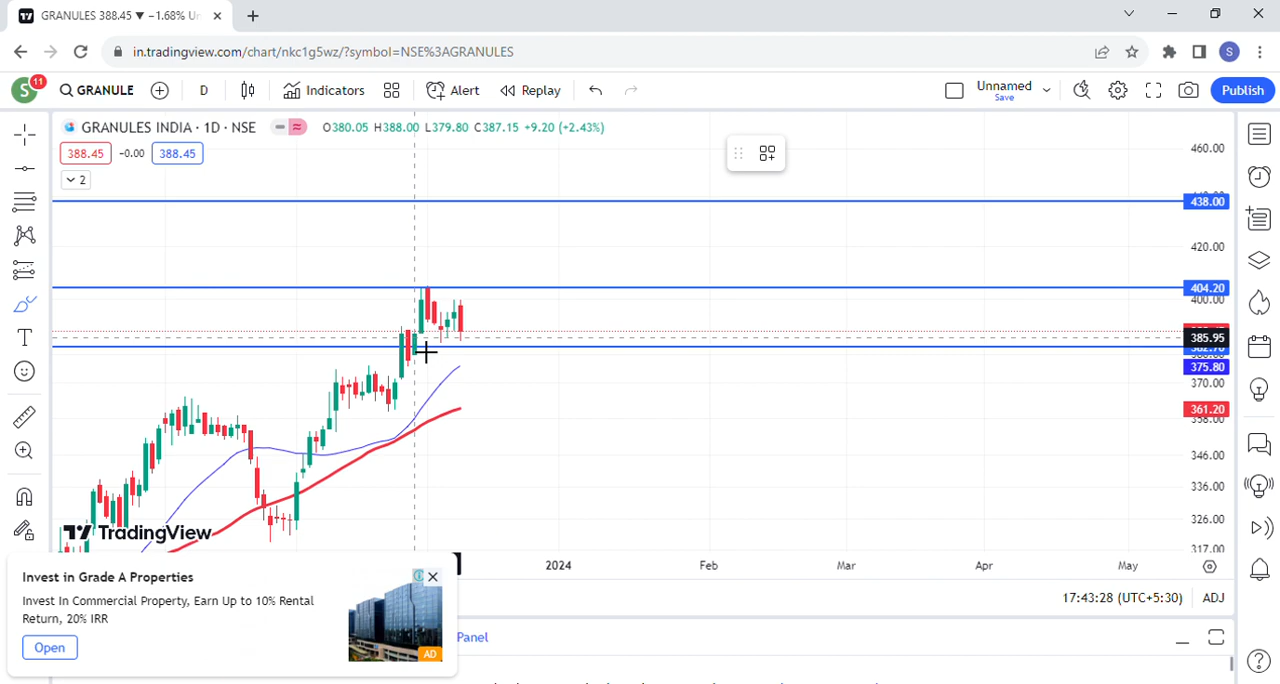 GRANULES 388.45 ▼ −1.68% Un
in.tradingview.com/chart/nkc1g5wz/?symbol=NSE%3AGRANULES
S
S 11 GRANULE D Indicators Alert Replay Unnamed Save Publish
GRANULES INDIA · 1D · NSE O380.05 H388.00 L379.80 C387.15 +9.20 (+2.43%)
388.45 −0.00 388.45
2
460.00
438.00
420.00
404.20
400.00
385.95
375.80
370.00
361.20
358.00
346.00
336.00
326.00
317.00
TradingView
2024 Feb Mar Apr May
17:43:28 (UTC+5:30) ADJ
Panel
Invest in Grade A Properties
Invest In Commercial Property, Earn Up to 10% Rental
Return, 20% IRR
Open
AD